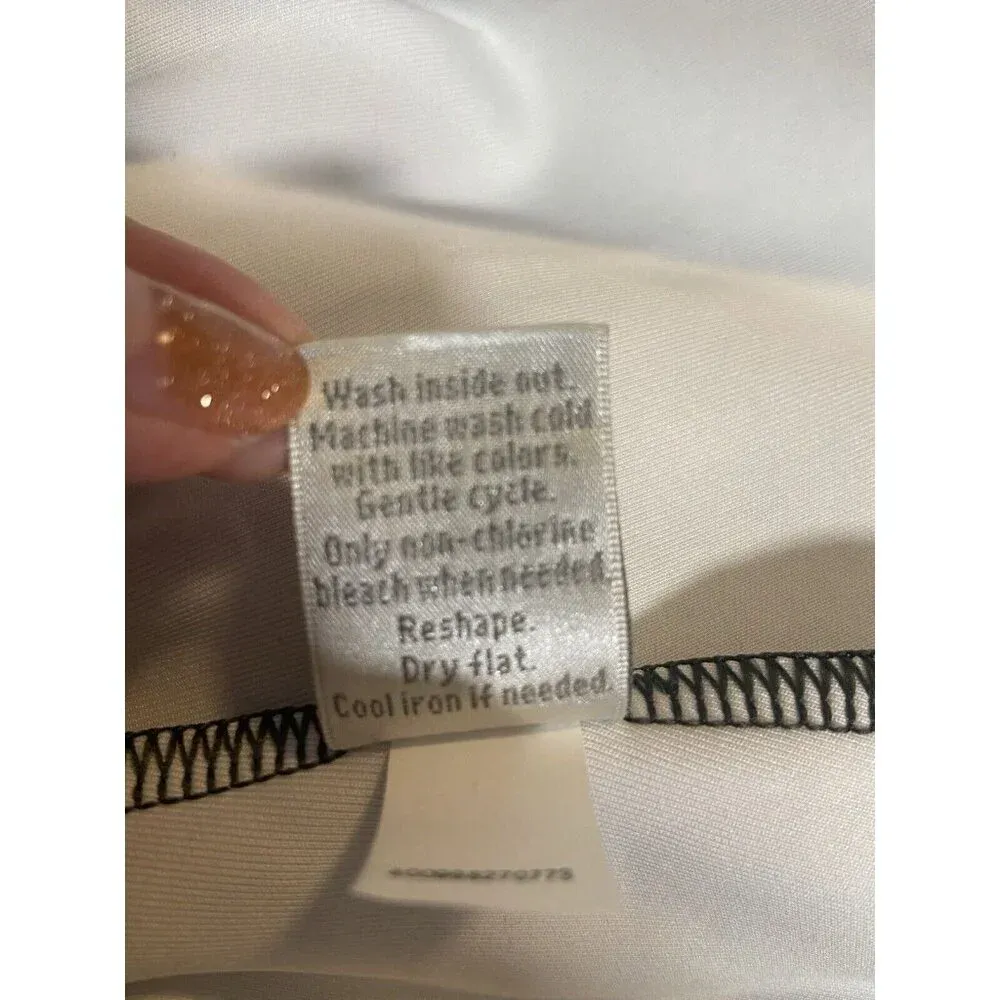 Wash inside out.
Machine wash cold
with like colors.
Gentle cycle.
Only non-chlorine
bleach when needed.
Reshape.
Dry flat.
Cool iron if needed.